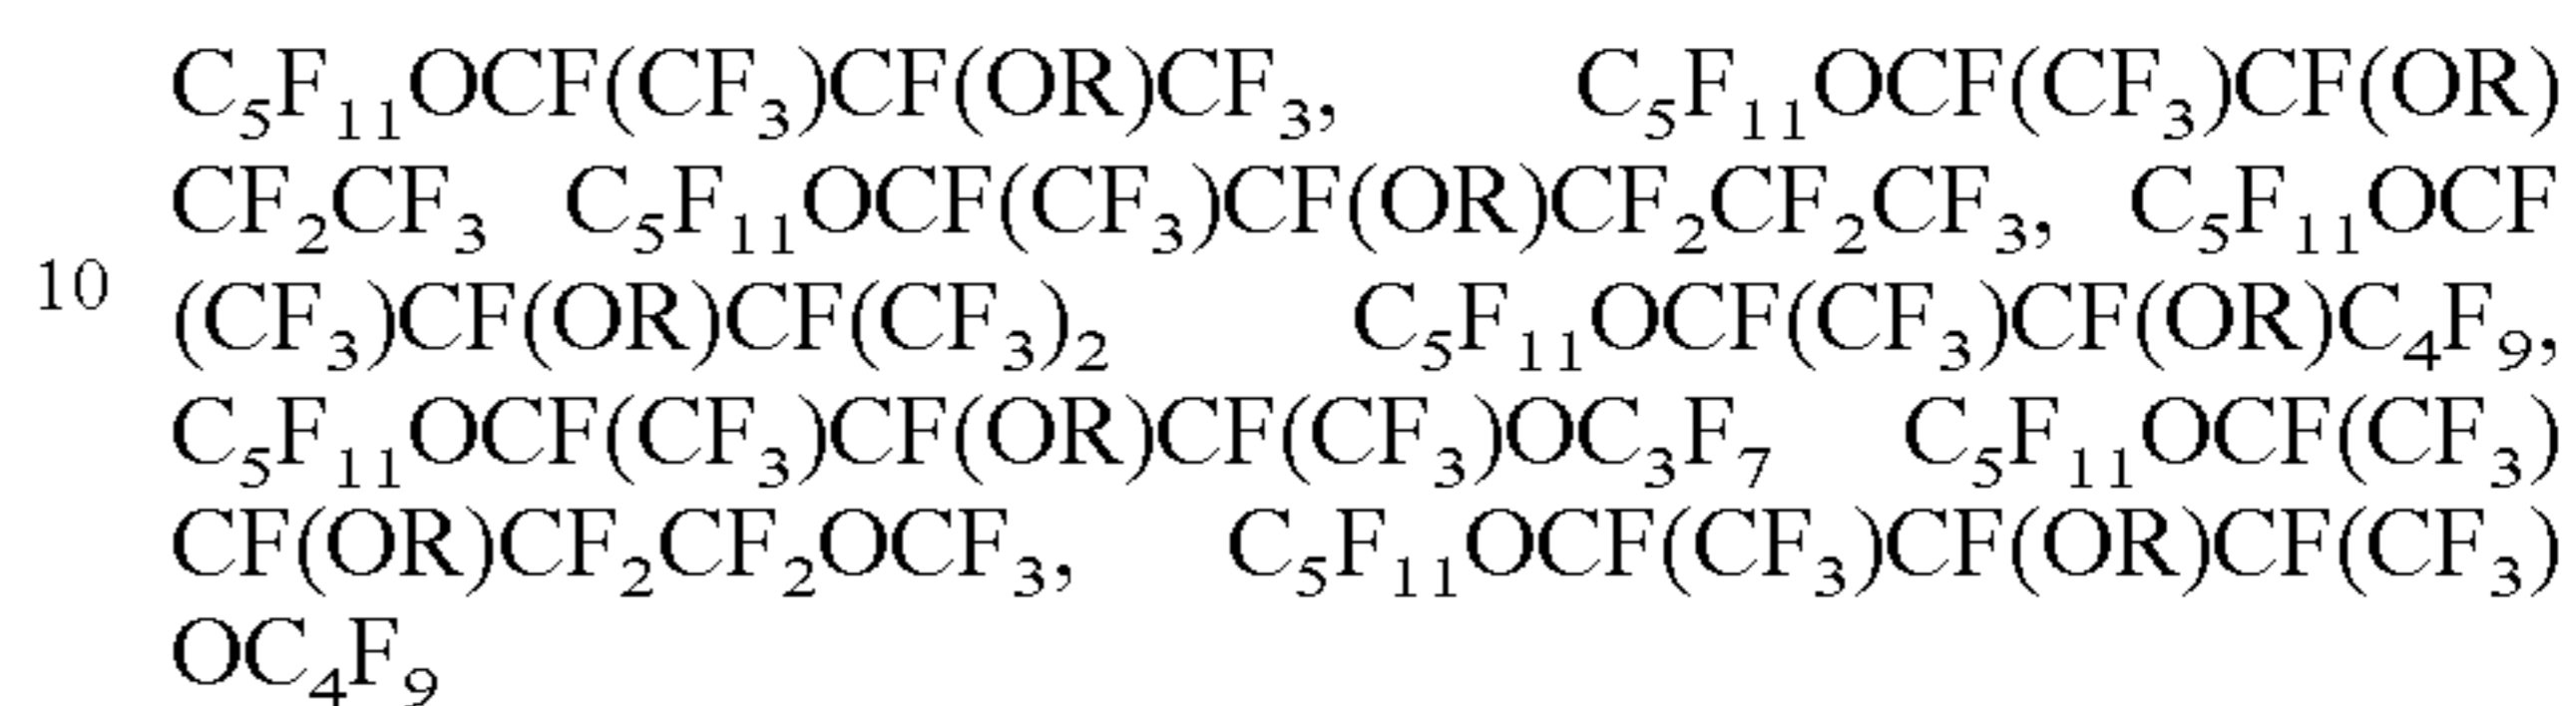 C₅F₁₁OCF(CF₃)CF(OR)CF₃, C₅F₁₁OCF(CF₃)CF(OR)
CF₂CF₃ C₅F₁₁OCF(CF₃)CF(OR)CF₂CF₂CF₃, C₅F₁₁OCF
10 (CF₃)CF(OR)CF(CF₃)₂ C₅F₁₁OCF(CF₃)CF(OR)C₄F₉,
C₅F₁₁OCF(CF₃)CF(OR)CF(CF₃)OC₃F₇ C₅F₁₁OCF(CF₃)
CF(OR)CF₂CF₂OCF₃, C₅F₁₁OCF(CF₃)CF(OR)CF(CF₃)
OC₄F₉